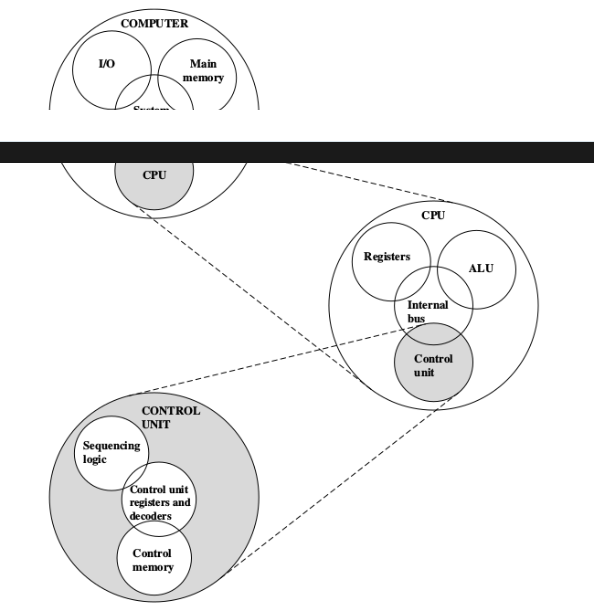 COMPUTER
I/O
Main
memory
System
CPU
CPU
Registers
ALU
Internal
bus
Control
unit
CONTROL
UNIT
Sequencing
logic
Control unit
registers and
decoders
Control
memory